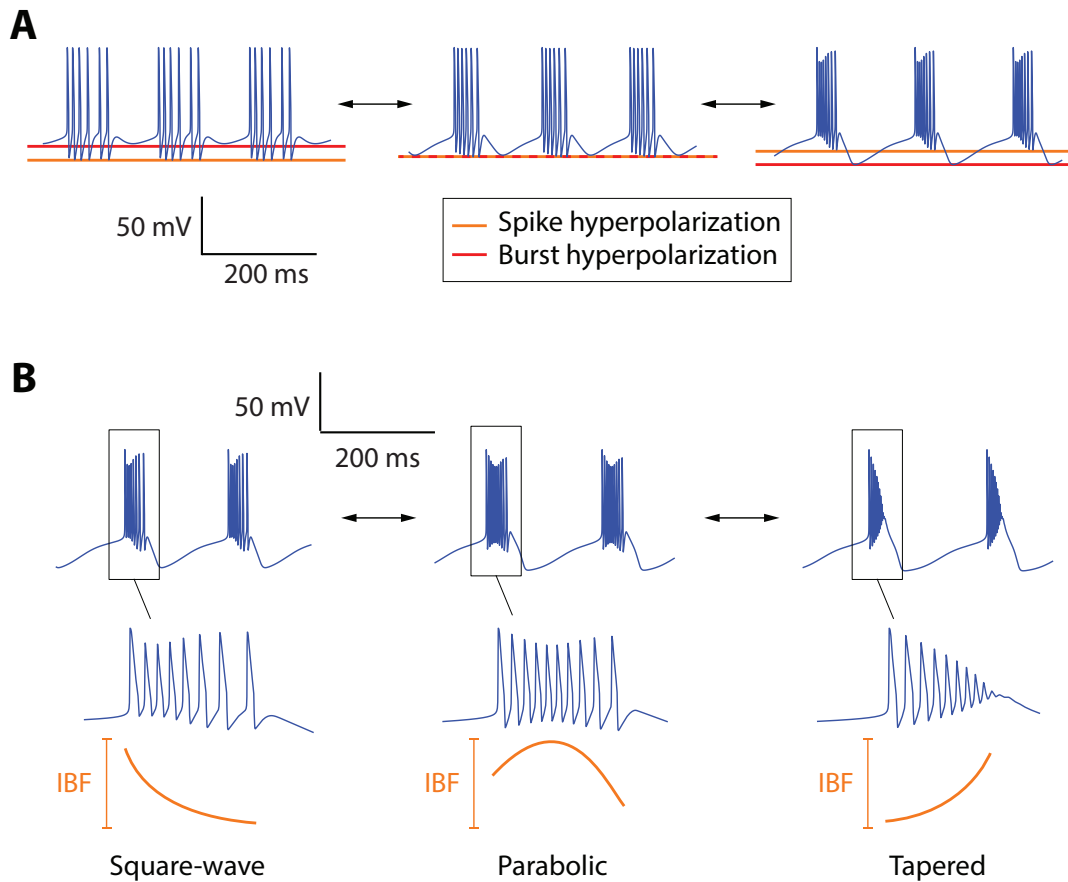 A
50 mV
200 ms
Spike hyperpolarization
Burst hyperpolarization
B
50 mV
200 ms
IBF
IBF
IBF
Square-wave
Parabolic
Tapered